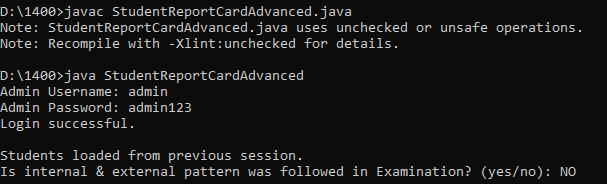 D:\1400>javac StudentReportCardAdvanced.java
Note: StudentReportCardAdvanced.java uses unchecked or unsafe operations.
Note: Recompile with -Xlint:unchecked for details.
D:\1400>java StudentReportCardAdvanced
Admin Username: admin
Admin Password: admin123
Login successful.
Students loaded from previous session.
Is internal & external pattern was followed in Examination? (yes/no): NO